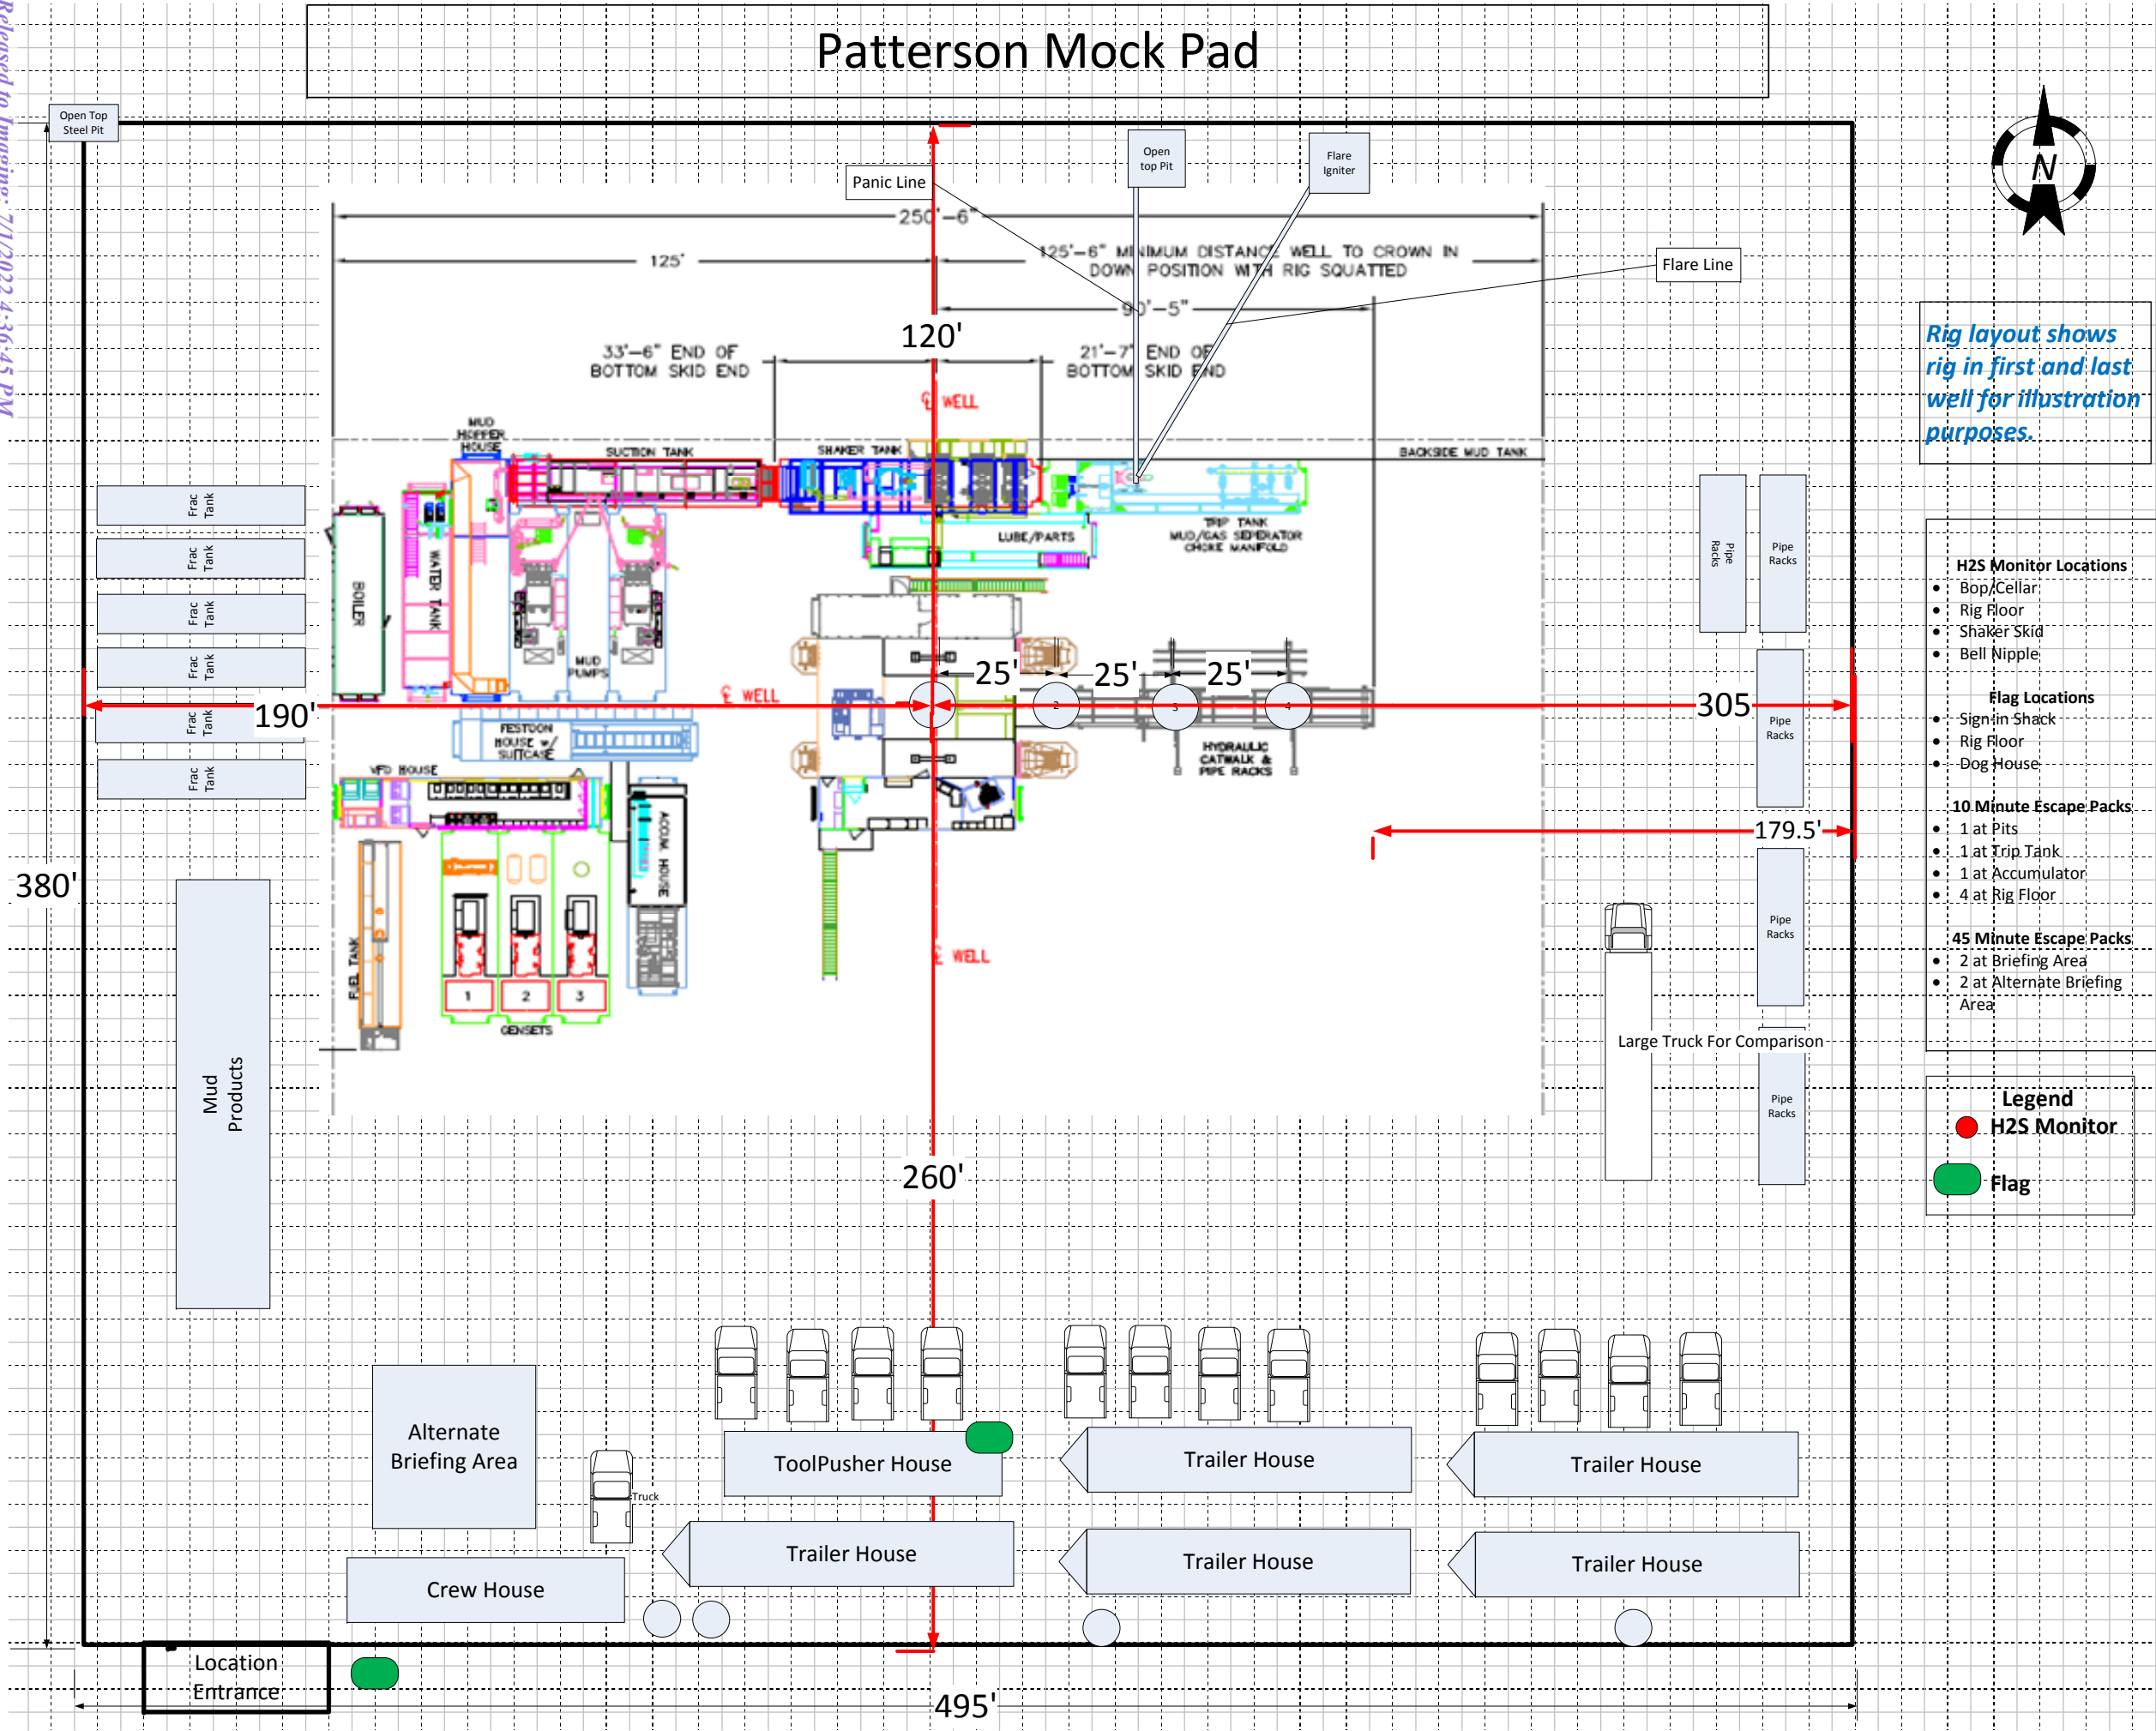 Patterson Mock Pad
Released to Imaging: 7/1/2022 4:36:45 PM
Open Top
Steel Pit
Panic Line
Open
top Pit
Flare
Igniter
N
250'-6"
125'
125'-6" MINIMUM DISTANCE WELL TO CROWN IN
DOWN POSITION WITH RIG SQUATTED
Flare Line
90'-5"
120'
33'-6" END OF
BOTTOM SKID END
21'-7" END OF
BOTTOM SKID END
℄ WELL
Rig layout shows
rig in first and last
well for illustration
purposes.
MUD
HOPPER
HOUSE
SUCTION TANK
SHAKER TANK
BACKSIDE MUD TANK
Frac
Tank
Frac
Tank
Frac
Tank
Frac
Tank
Frac
Tank
Frac
Tank
BOILER
WATER TANK
MUD
PUMPS
LUBE/PARTS
TRIP TANK
MUD/GAS SEPERATOR
CHOKE MANIFOLD
Pipe
Racks
Pipe
Racks
25'
25'
25'
190'
℄ WELL
2
3
4
305
Pipe
Racks
FESTOON
HOUSE w/
SUITCASE
HYDRAULIC
CATWALK &
PIPE RACKS
VFD HOUSE
ACCUM. HOUSE
179.5'
380'
FUEL TANK
1
2
3
GENSETS
℄ WELL
Pipe
Racks
Large Truck For Comparison
Pipe
Racks
Mud
Products
260'
H2S Monitor Locations
• Bop/Cellar
• Rig Floor
• Shaker Skid
• Bell Nipple
Flag Locations
• Sign in Shack
• Rig Floor
• Dog House
10 Minute Escape Packs
• 1 at Pits
• 1 at Trip Tank
• 1 at Accumulator
• 4 at Rig Floor
45 Minute Escape Packs
• 2 at Briefing Area
• 2 at Alternate Briefing
Area
Legend
H2S Monitor
Flag
Alternate
Briefing Area
Truck
ToolPusher House
Trailer House
Trailer House
Crew House
Trailer House
Trailer House
Trailer House
Location
Entrance
495'